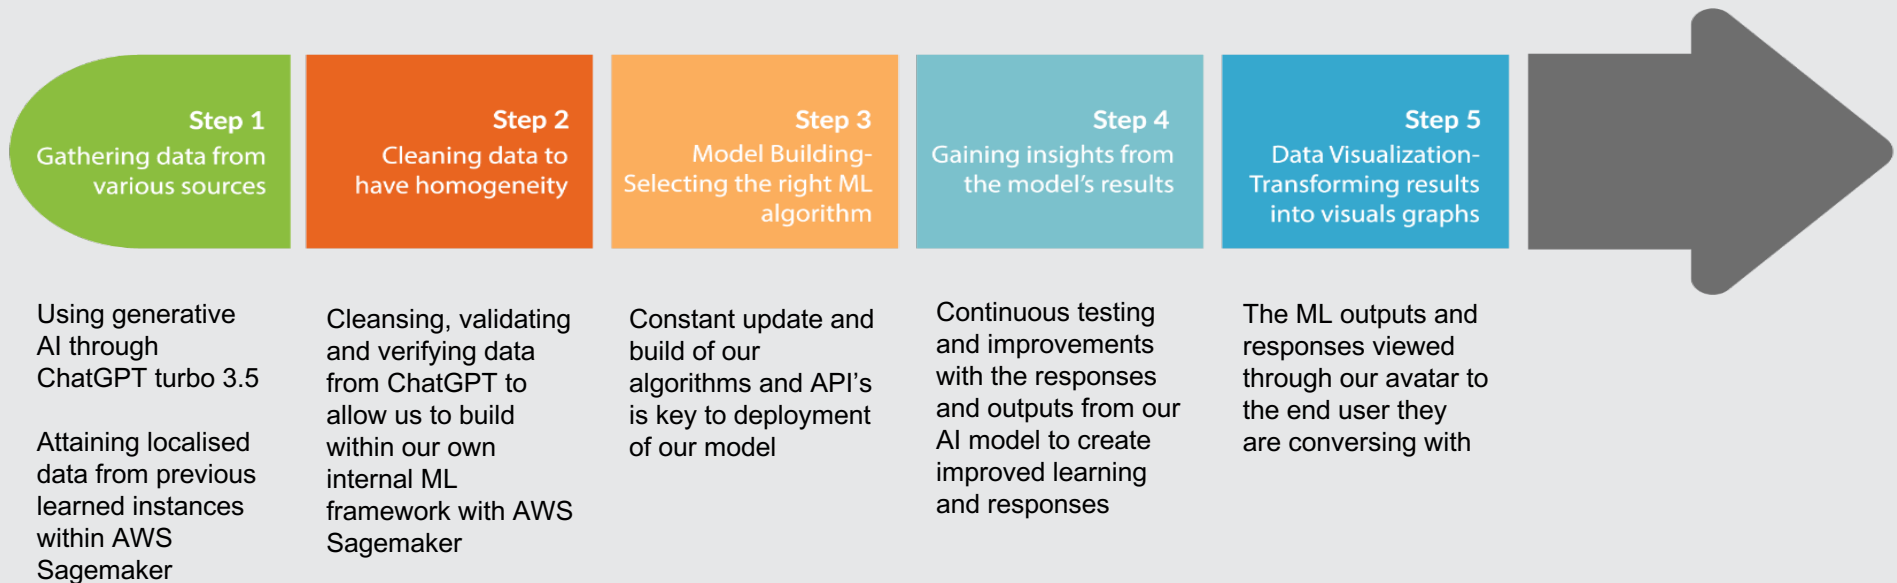 Step 1
Gathering data from
various sources
Step 2
Cleaning data to
have homogeneity
Step 3
Model Building-
Selecting the right ML
algorithm
Step 4
Gaining insights from
the model's results
Step 5
Data Visualization-
Transforming results
into visuals graphs
Using generative
AI through
ChatGPT turbo 3.5
Attaining localised
data from previous
learned instances
within AWS
Sagemaker
Cleansing, validating
and verifying data
from ChatGPT to
allow us to build
within our own
internal ML
framework with AWS
Sagemaker
Constant update and
build of our
algorithms and API's
is key to deployment
of our model
Continuous testing
and improvements
with the responses
and outputs from our
AI model to create
improved learning
and responses
The ML outputs and
responses viewed
through our avatar to
the end user they
are conversing with